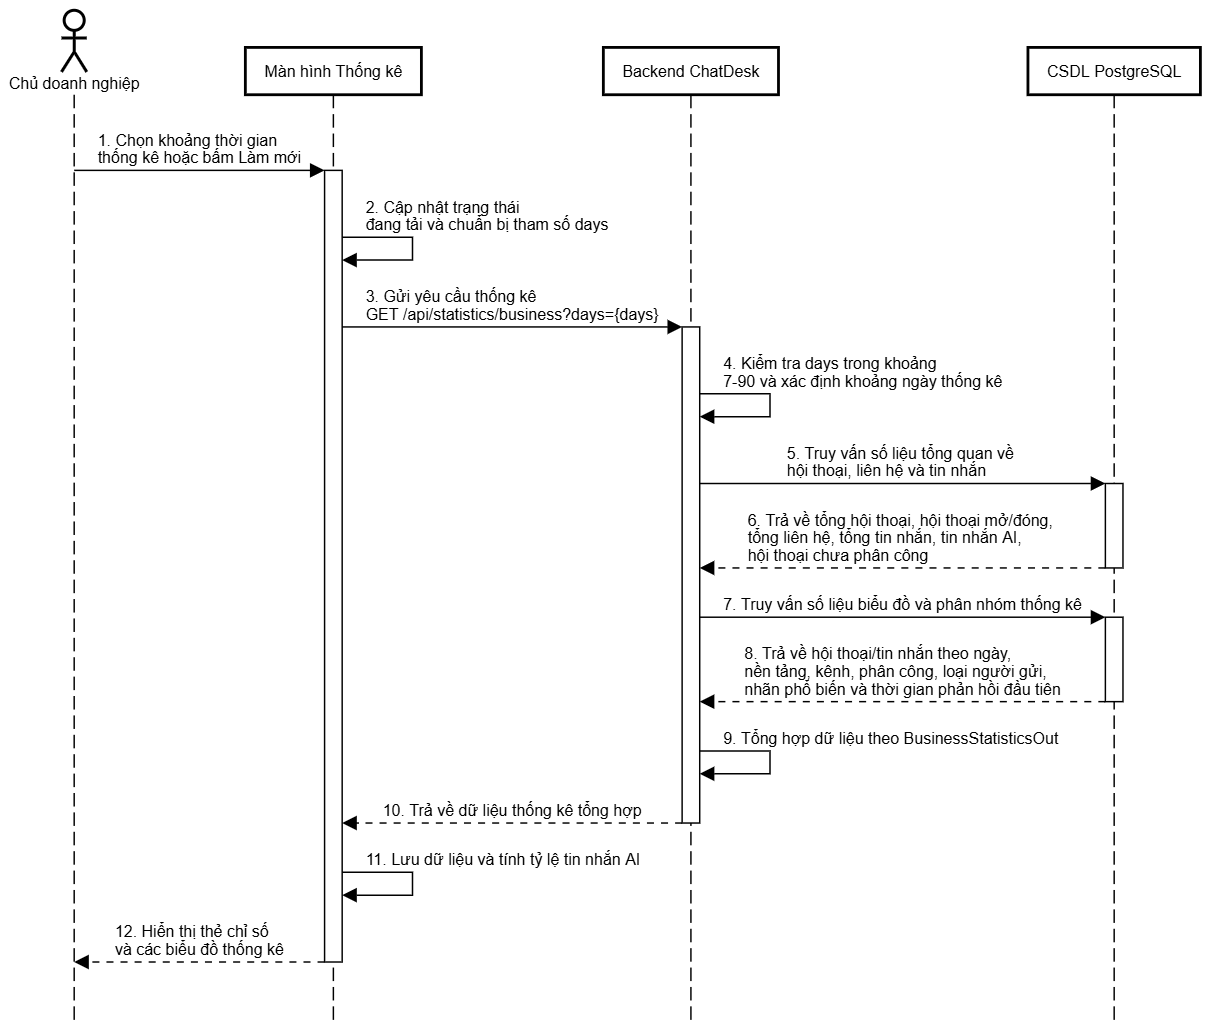 Chủ doanh nghiệp
Màn hình Thống kê
Backend ChatDesk
CSDL PostgreSQL
1. Chọn khoảng thời gian
thống kê hoặc bấm Làm mới
2. Cập nhật trạng thái
đang tải và chuẩn bị tham số days
3. Gửi yêu cầu thống kê
GET /api/statistics/business?days={days}
4. Kiểm tra days trong khoảng
7-90 và xác định khoảng ngày thống kê
5. Truy vấn số liệu tổng quan về
hội thoại, liên hệ và tin nhắn
6. Trả về tổng hội thoại, hội thoại mở/đóng,
tổng liên hệ, tổng tin nhắn, tin nhắn AI,
hội thoại chưa phân công
7. Truy vấn số liệu biểu đồ và phân nhóm thống kê
8. Trả về hội thoại/tin nhắn theo ngày,
nền tảng, kênh, phân công, loại người gửi,
nhãn phổ biến và thời gian phản hồi đầu tiên
9. Tổng hợp dữ liệu theo BusinessStatisticsOut
10. Trả về dữ liệu thống kê tổng hợp
11. Lưu dữ liệu và tính tỷ lệ tin nhắn AI
12. Hiển thị thẻ chỉ số
và các biểu đồ thống kê